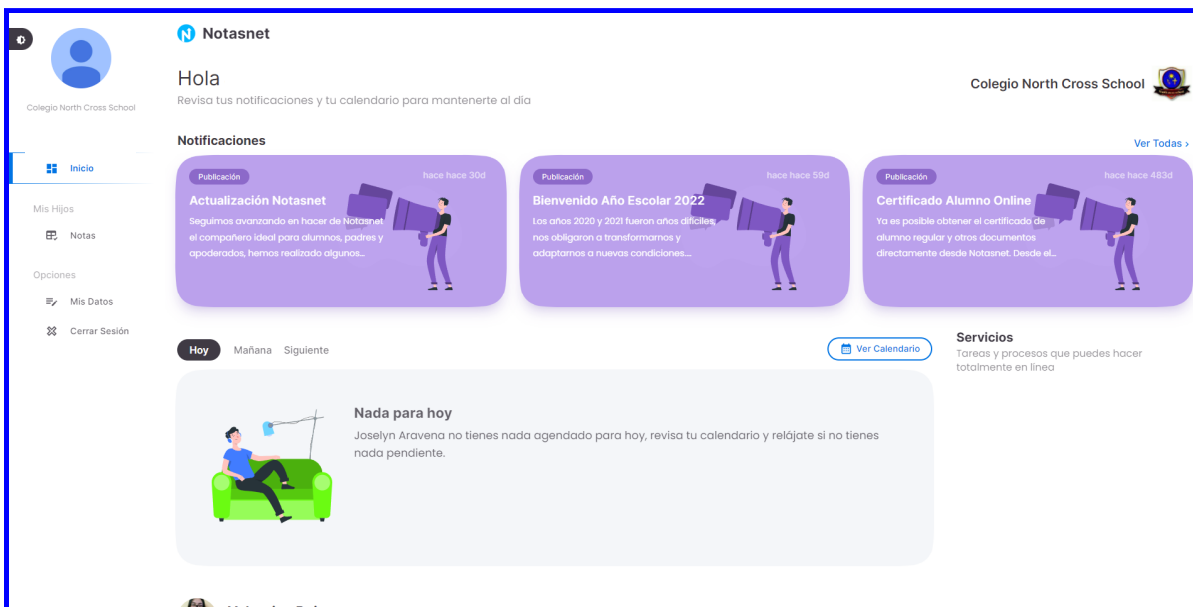 Notasnet
Colegio North Cross School
Hola
Revisa tus notificaciones y tu calendario para mantenerte al día
Colegio North Cross School
Notificaciones
Ver Todas ›
Inicio
Mis Hijos
Notas
Opciones
Mis Datos
Cerrar Sesión
Publicación
hace hace 30d
Actualización Notasnet
Seguimos avanzando en hacer de Notasnet
el compañero ideal para alumnos, padres y
apoderados, hemos realizado algunos...
Publicación
hace hace 59d
Bienvenido Año Escolar 2022
Los años 2020 y 2021 fueron años difíciles,
nos obligaron a transformarnos y
adaptarnos a nuevas condiciones....
Publicación
hace hace 483d
Certificado Alumno Online
Ya es posible obtener el certificado de
alumno regular y otros documentos
directamente desde Notasnet. Desde el...
Hoy
Mañana
Siguiente
Ver Calendario
Nada para hoy
Joselyn Aravena no tienes nada agendado para hoy, revisa tu calendario y relájate si no tienes
nada pendiente.
Servicios
Tareas y procesos que puedes hacer
totalmente en línea